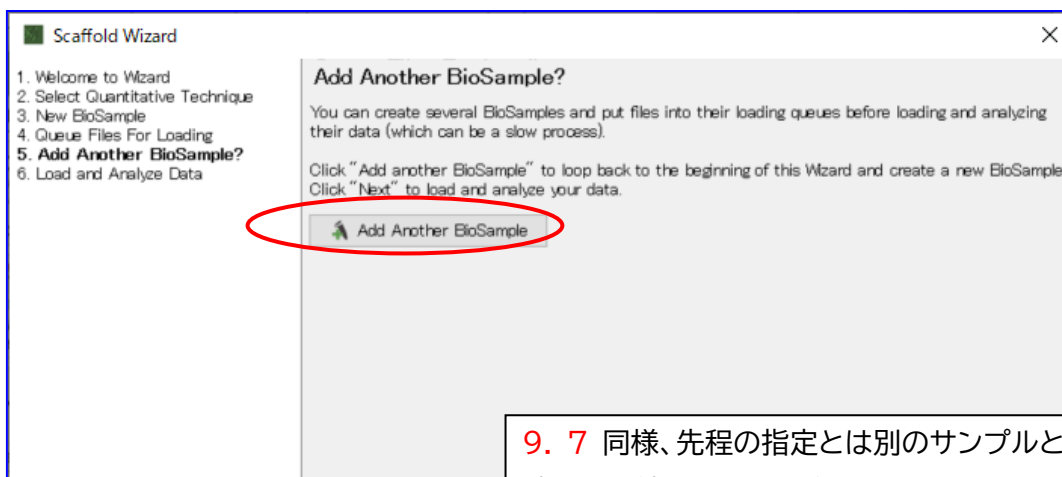 Scaffold Wizard
1. Welcome to Wizard
2. Select Quantitative Technique
3. New BioSample
4. Queue Files For Loading
5. Add Another BioSample?
6. Load and Analyze Data
Add Another BioSample?
You can create several BioSamples and put files into their loading queues before loading and analyzing
their data (which can be a slow process).
Click "Add another BioSample" to loop back to the beginning of this Wizard and create a new BioSample
Click "Next" to load and analyze your data.
Add Another BioSample
9. 7 同様、先程の指定とは別のサンプルと